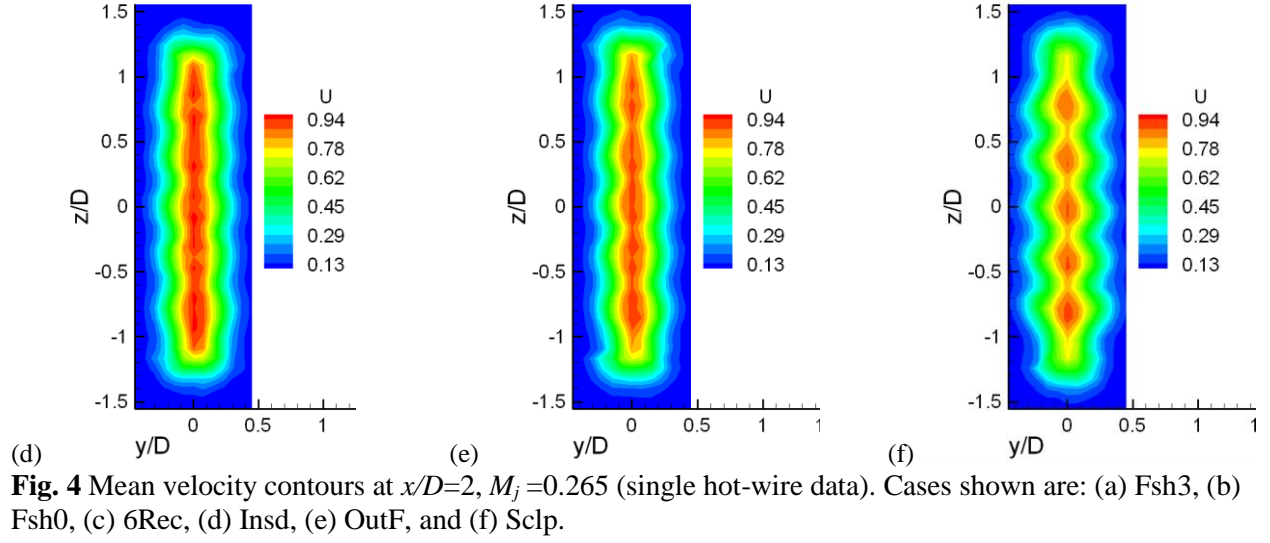 1.5
1
0.5
0
-0.5
-1
-1.5
z/D
0 0.5 1
y/D
U
0.94
0.78
0.62
0.45
0.29
0.13
(d)
1.5
1
0.5
0
-0.5
-1
-1.5
z/D
0 0.5 1
y/D
U
0.94
0.78
0.62
0.45
0.29
0.13
(e)
1.5
1
0.5
0
-0.5
-1
-1.5
z/D
0 0.5 1
y/D
U
0.94
0.78
0.62
0.45
0.29
0.13
(f)
Fig. 4 Mean velocity contours at x/D=2, Mj =0.265 (single hot-wire data). Cases shown are: (a) Fsh3, (b)
Fsh0, (c) 6Rec, (d) Insd, (e) OutF, and (f) Sclp.